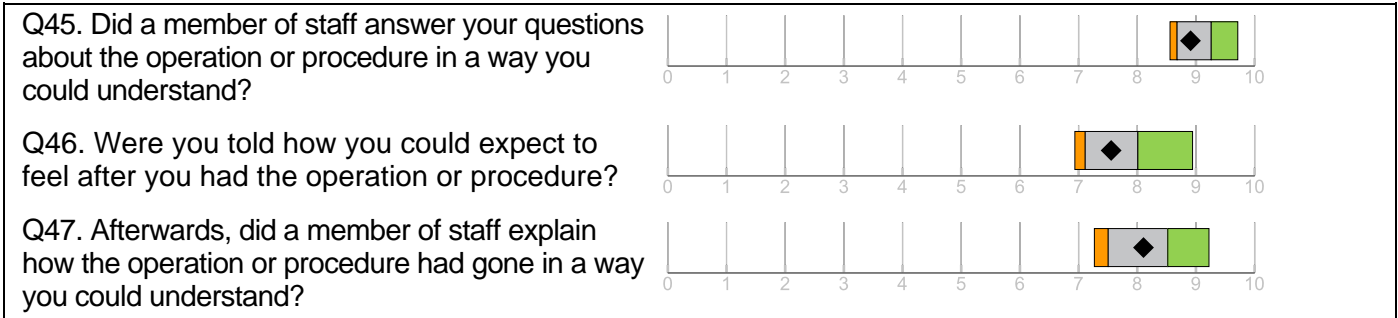 Q45. Did a member of staff answer your questions
about the operation or procedure in a way you
could understand?
0 1 2 3 4 5 6 7 8 9 10
Q46. Were you told how you could expect to
feel after you had the operation or procedure?
0 1 2 3 4 5 6 7 8 9 10
Q47. Afterwards, did a member of staff explain
how the operation or procedure had gone in a way
you could understand?
0 1 2 3 4 5 6 7 8 9 10